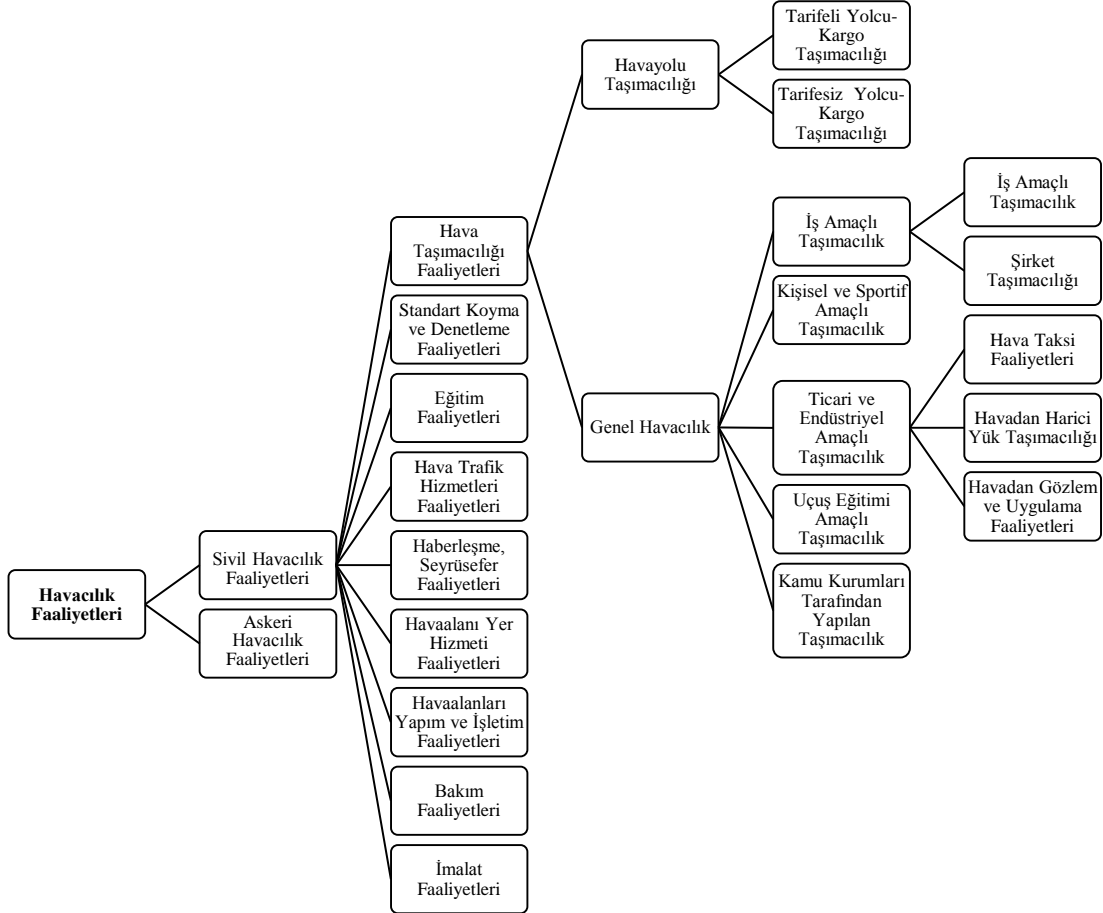 Havacılık
Faaliyetleri
Sivil Havacılık
Faaliyetleri
Askeri
Havacılık
Faaliyetleri
Hava
Taşımacılığı
Faaliyetleri
Standart Koyma
ve Denetleme
Faaliyetleri
Eğitim
Faaliyetleri
Hava Trafik
Hizmetleri
Faaliyetleri
Haberleşme,
Seyrüsefer
Faaliyetleri
Havaalanı Yer
Hizmeti
Faaliyetleri
Havaalanları
Yapım ve İşletim
Faaliyetleri
Bakım
Faaliyetleri
İmalat
Faaliyetleri
Havayolu
Taşımacılığı
Genel Havacılık
Tarifeli Yolcu-
Kargo
Taşımacılığı
Tarifesiz Yolcu-
Kargo
Taşımacılığı
İş Amaçlı
Taşımacılık
Kişisel ve Sportif
Amaçlı
Taşımacılık
Ticari ve
Endüstriyel
Amaçlı
Taşımacılık
Uçuş Eğitimi
Amaçlı
Taşımacılık
Kamu Kurumları
Tarafından
Yapılan
Taşımacılık
İş Amaçlı
Taşımacılık
Şirket
Taşımacılığı
Hava Taksi
Faaliyetleri
Havadan Harici
Yük Taşımacılığı
Havadan Gözlem
ve Uygulama
Faaliyetleri